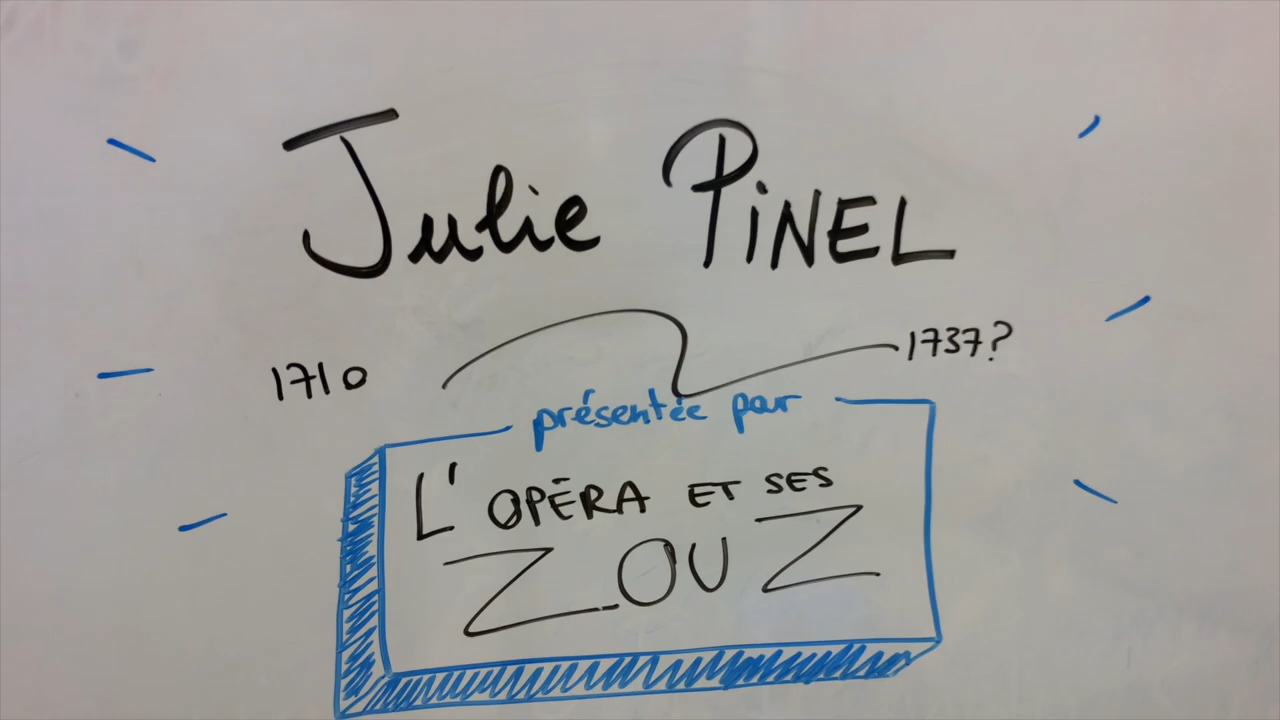 Julie PiNEL
1710 1737?
présentée par
L'OPÉRA ET SES
ZOUZ